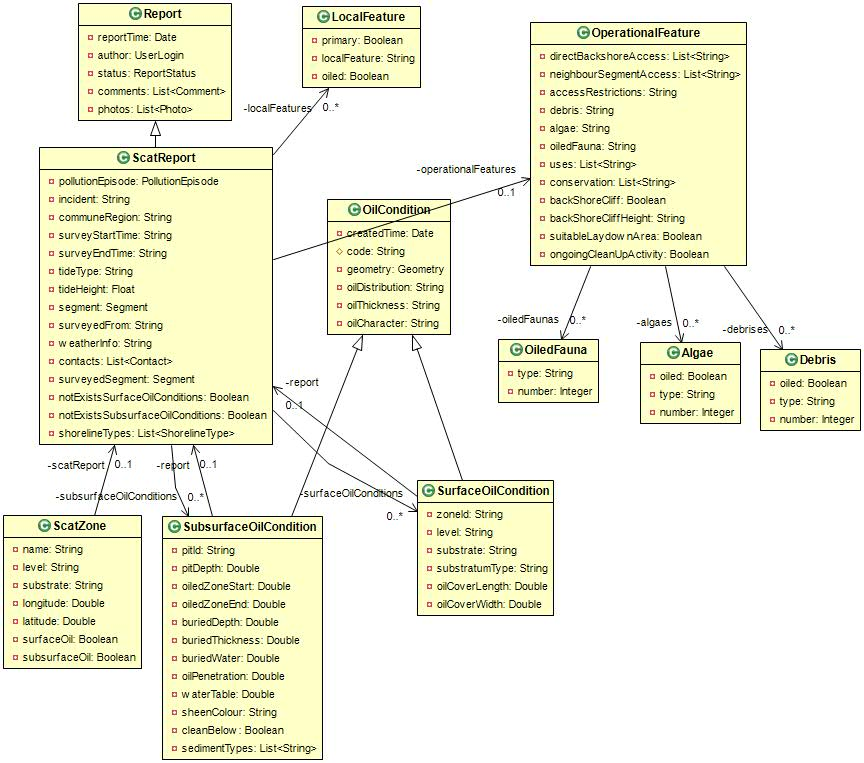 C Report
reportTime: Date
author: UserLogin
status: ReportStatus
comments: List<Comment>
photos: List<Photo>
C LocalFeature
primary: Boolean
localFeature: String
oiled: Boolean
C OperationalFeature
directBackshoreAccess: List<String>
neighbourSegmentAccess: List<String>
accessRestrictions: String
debris: String
algae: String
oiledFauna: String
uses: List<String>
conservation: List<String>
backShoreCliff: Boolean
backShoreCliffHeight: String
suitableLaydownArea: Boolean
ongoingCleanUpActivity: Boolean
-localFeatures 0..*
C ScatReport
pollutionEpisode: PollutionEpisode
incident: String
communeRegion: String
surveyStartTime: String
surveyEndTime: String
tideType: String
tideHeight: Float
segment: Segment
surveyedFrom: String
weatherInfo: String
contacts: List<Contact>
surveyedSegment: Segment
notExistsSurfaceOilConditions: Boolean
notExistsSubsurfaceOilConditions: Boolean
shorelineTypes: List<ShorelineType>
-operationalFeatures
0..1
C OilCondition
createdTime: Date
code: String
geometry: Geometry
oilDistribution: String
oilThickness: String
oilCharacter: String
-oiledFaunas 0..*
-algaes 0..*
-debrises 0..*
C OiledFauna
type: String
number: Integer
C Algae
oiled: Boolean
type: String
number: Integer
C Debris
oiled: Boolean
type: String
number: Integer
-report
0..1
-scatReport 0..1
-report 0..1
-subsurfaceOilConditions 0..*
-surfaceOilConditions
0..*
C ScatZone
name: String
level: String
substrate: String
longitude: Double
latitude: Double
surfaceOil: Boolean
subsurfaceOil: Boolean
C SubsurfaceOilCondition
pitId: String
pitDepth: Double
oiledZoneStart: Double
oiledZoneEnd: Double
buriedDepth: Double
buriedThickness: Double
buriedWater: Double
oilPenetration: Double
waterTable: Double
sheenColour: String
cleanBelow: Boolean
sedimentTypes: List<String>
C SurfaceOilCondition
zoneId: String
level: String
substrate: String
substratumType: String
oilCoverLength: Double
oilCoverWidth: Double